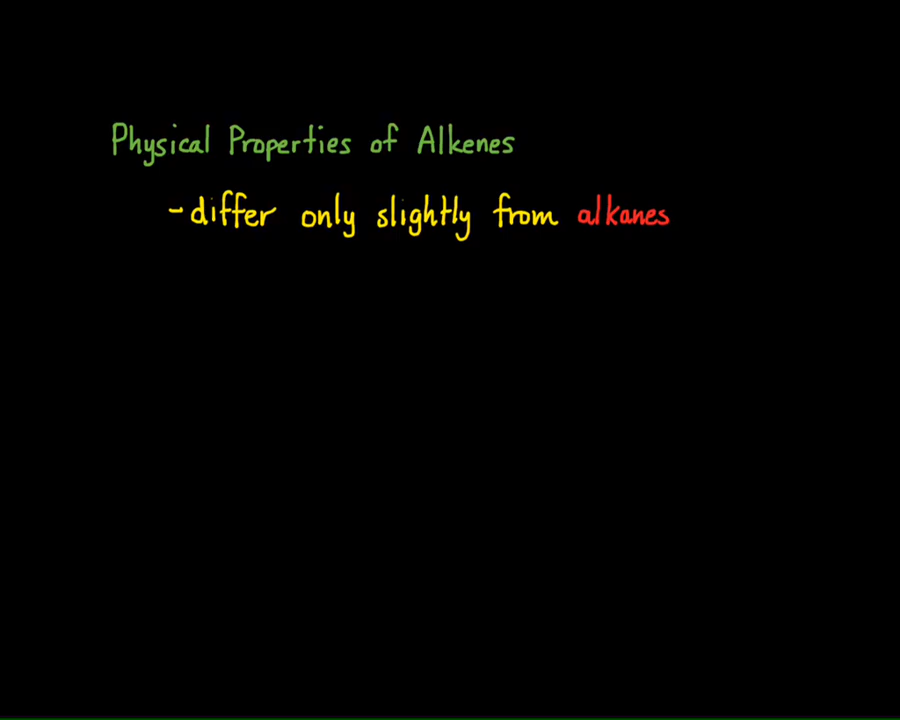 Physical Properties of Alkenes
- differ only slightly from alkanes